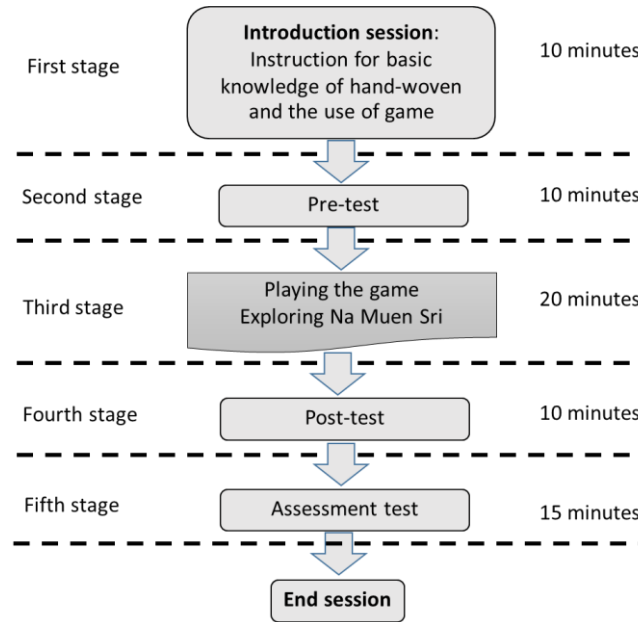 First stage
Introduction session:
Instruction for basic
knowledge of hand-woven
and the use of game
10 minutes
Second stage
Pre-test
10 minutes
Third stage
Playing the game
Exploring Na Muen Sri
20 minutes
Fourth stage
Post-test
10 minutes
Fifth stage
Assessment test
15 minutes
End session